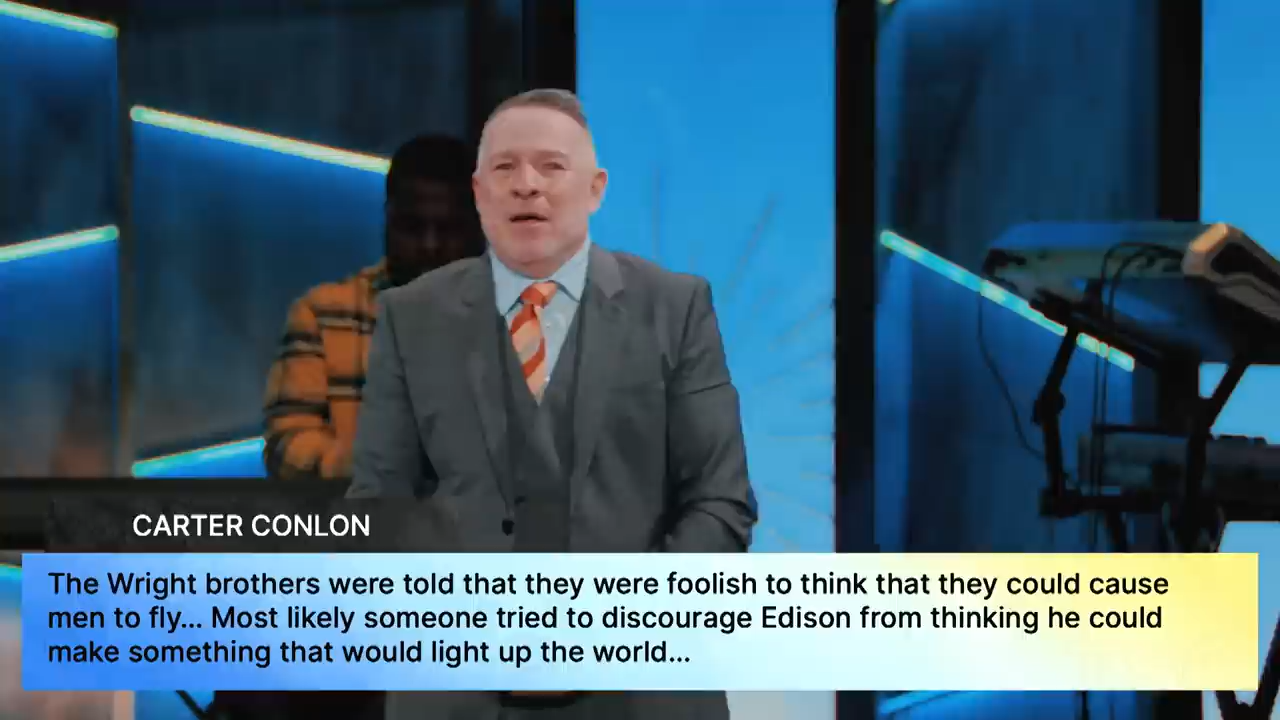 CARTER CONLON
The Wright brothers were told that they were foolish to think that they could cause
men to fly... Most likely someone tried to discourage Edison from thinking he could
make something that would light up the world...